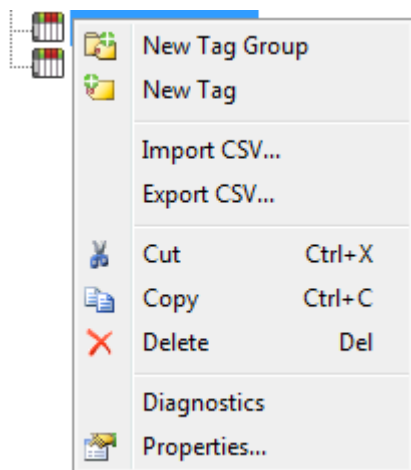 New Tag Group
New Tag
Import CSV...
Export CSV...
Cut Ctrl+X
Copy Ctrl+C
Delete Del
Diagnostics
Properties...